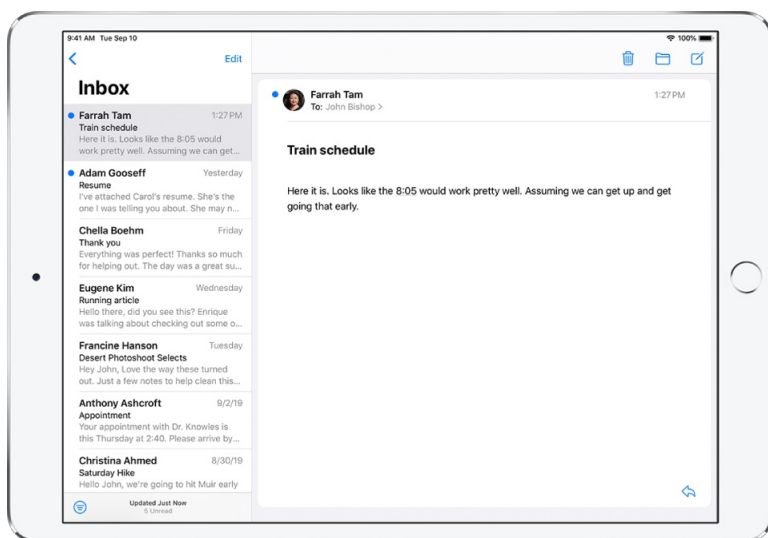 9:41 AM Tue Sep 10
100%
Edit
Inbox
Farrah Tam 1:27 PM
Train schedule
Here it is. Looks like the 8:05 would
work pretty well. Assuming we can get...
Adam Gooseff Yesterday
Resume
I've attached Carol's resume. She's the
one I was telling you about. She may n...
Chella Boehm Friday
Thank you
Everything was perfect! Thanks so much
for helping out. The day was a great su...
Eugene Kim Wednesday
Running article
Hello there, did you see this? Enrique
was talking about checking out some o...
Francine Hanson Tuesday
Desert Photoshoot Selects
Hey John, Love the way these turned
out. Just a few notes to help clean this...
Anthony Ashcroft 9/2/19
Appointment
Your appointment with Dr. Knowles is
this Thursday at 2:40. Please arrive by...
Christina Ahmed 8/30/19
Saturday Hike
Hello John, we're going to hit Muir early
Updated Just Now
5 Unread
Farrah Tam 1:27 PM
To: John Bishop >
Train schedule
Here it is. Looks like the 8:05 would work pretty well. Assuming we can get up and get
going that early.